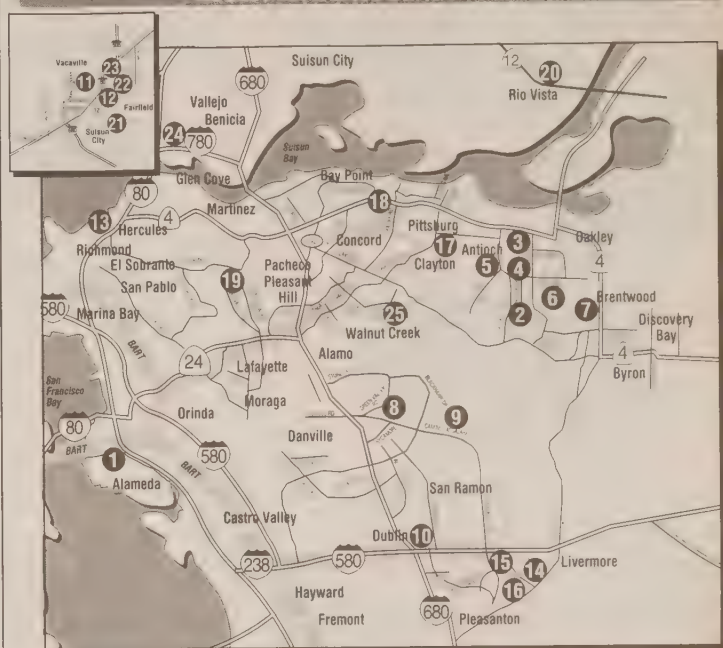 Vacaville
11
23
22
12
Fairfield
21
Suisun
City
Suisun City
12
20
Rio Vista
680
Vallejo
Benicia
24
780
Suisun
Bay
Glen Cove
Bay Point
80
Martinez
18
13
Hercules
4
Pittsburg
3
Oakley
Richmond
Concord
17
Antioch
El Sobrante
Pacheco
Clayton
5
4
4
San Pablo
19
Pleasant
Hill
6
Brentwood
580
Marina Bay
25
2
7
Discovery
Bay
Walnut Creek
BART
24
Alamo
4
Byron
Lafayette
San
Francisco
Bay
Moraga
Orinda
8
9
80
Danville
BART
580
BART
1
Alameda
San Ramon
Castro Valley
Dublin
10
238
580
15
14
Livermore
16
Hayward
Fremont
680
Pleasanton